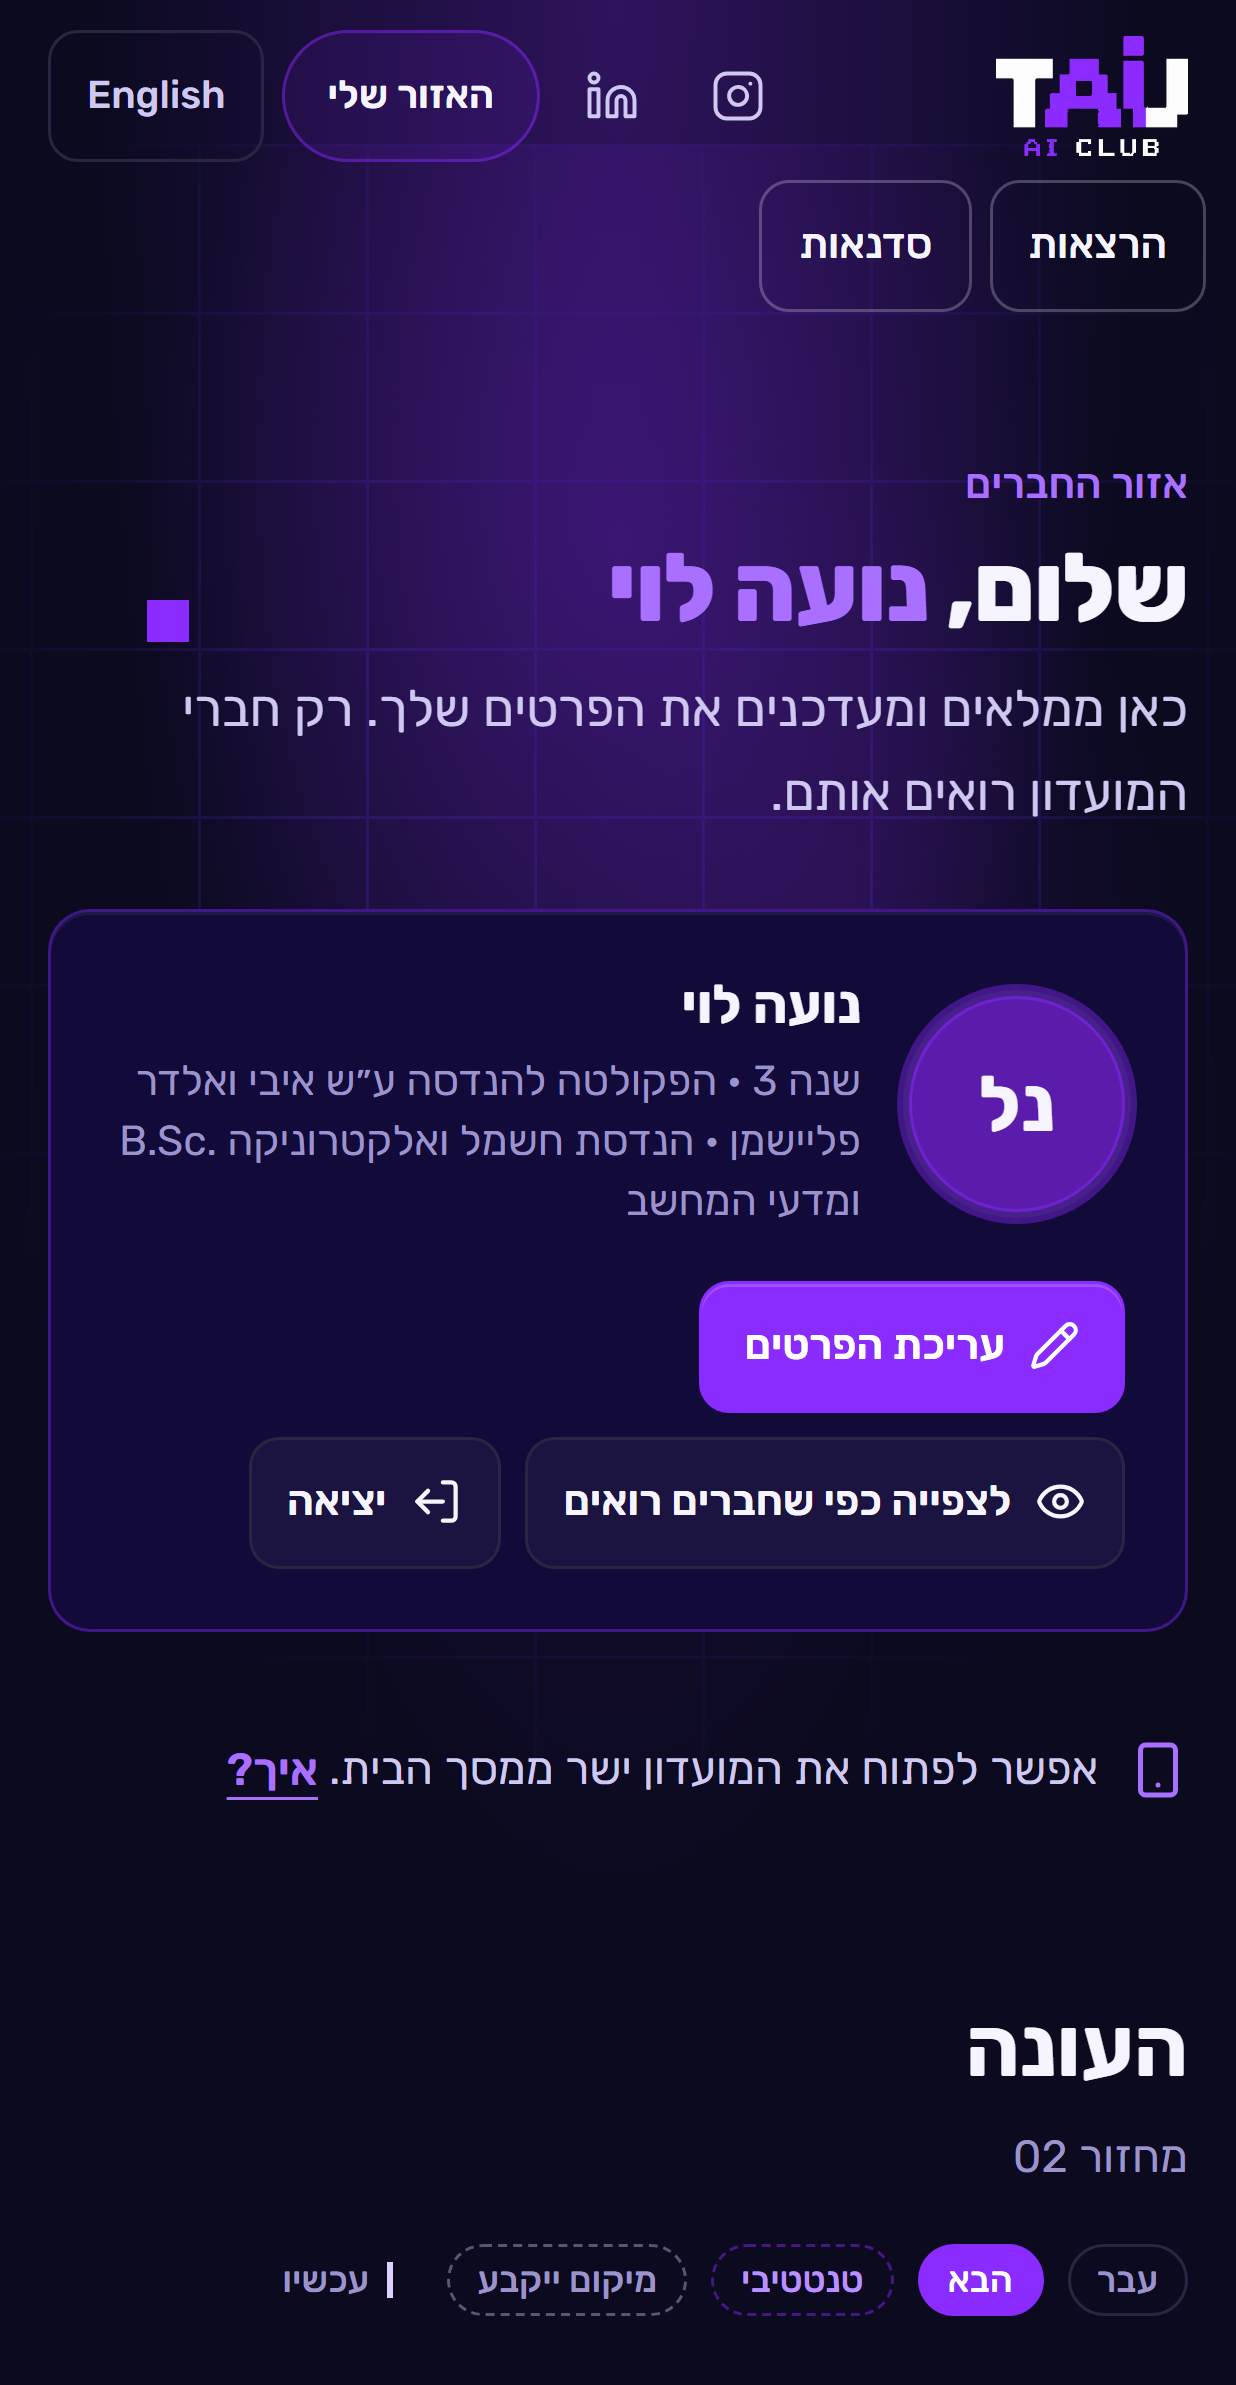 TAU
AI CLUB
האזור שלי
English
הרצאות
סדנאות
אזור החברים
שלום, נועה לוי
כאן ממלאים ומעדכנים את הפרטים שלך. רק חברי
המועדון רואים אותם.
נל
נועה לוי
שנה 3 • הפקולטה להנדסה ע״ש איבי ואלדר
פליישמן • הנדסת חשמל ואלקטרוניקה B.Sc.
ומדעי המחשב
עריכת הפרטים
לצפייה כפי שחברים רואים
יציאה
אפשר לפתוח את המועדון ישר ממסך הבית. איך?
העונה
מחזור 02
עבר
הבא
טנטטיבי
מיקום ייקבע
עכשיו